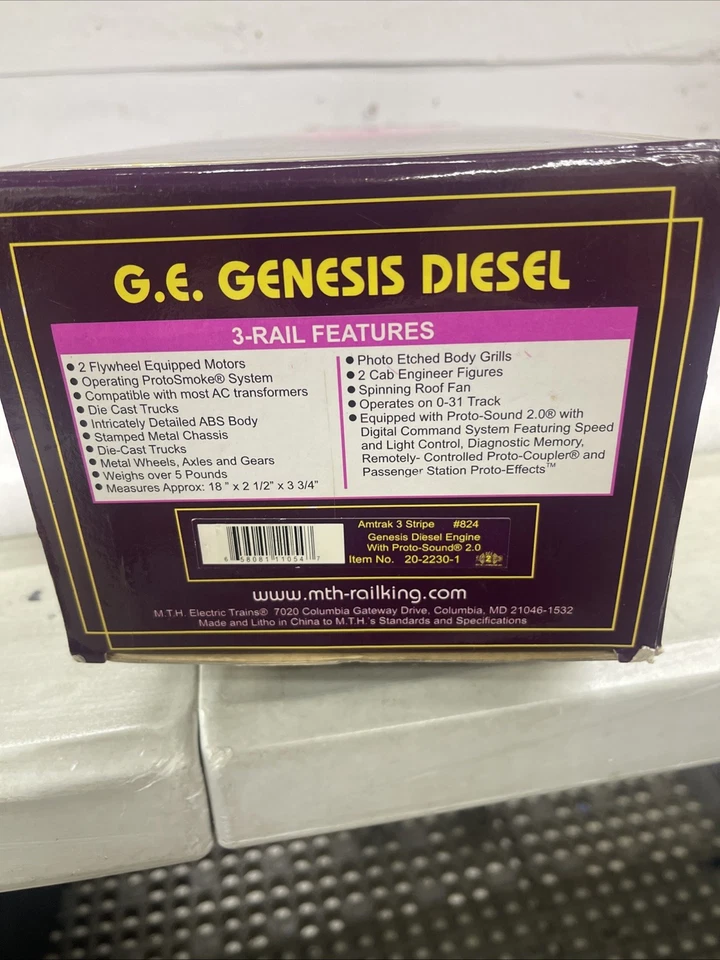 G.E. GENESIS DIESEL
3-RAIL FEATURES
• 2 Flywheel Equipped Motors
• Operating ProtoSmoke® System
• Compatible with most AC transformers
• Die Cast Trucks
• Intricately Detailed ABS Body
• Stamped Metal Chassis
• Die-Cast Trucks
• Metal Wheels, Axles and Gears
• Weighs over 5 Pounds
• Measures Approx: 18 " x 2 1/2" x 3 3/4"
• Photo Etched Body Grills
• 2 Cab Engineer Figures
• Spinning Roof Fan
• Operates on 0-31 Track
• Equipped with Proto-Sound 2.0® with
Digital Command System Featuring Speed
and Light Control, Diagnostic Memory,
Remotely- Controlled Proto-Coupler® and
Passenger Station Proto-Effects™
6 58081 11054 7
Amtrak 3 Stripe #824
Genesis Diesel Engine
With Proto-Sound® 2.0
Item No. 20-2230-1
www.mth-railking.com
M.T.H. Electric Trains® 7020 Columbia Gateway Drive, Columbia, MD 21046-1532
Made and Litho in China to M.T.H.'s Standards and Specifications